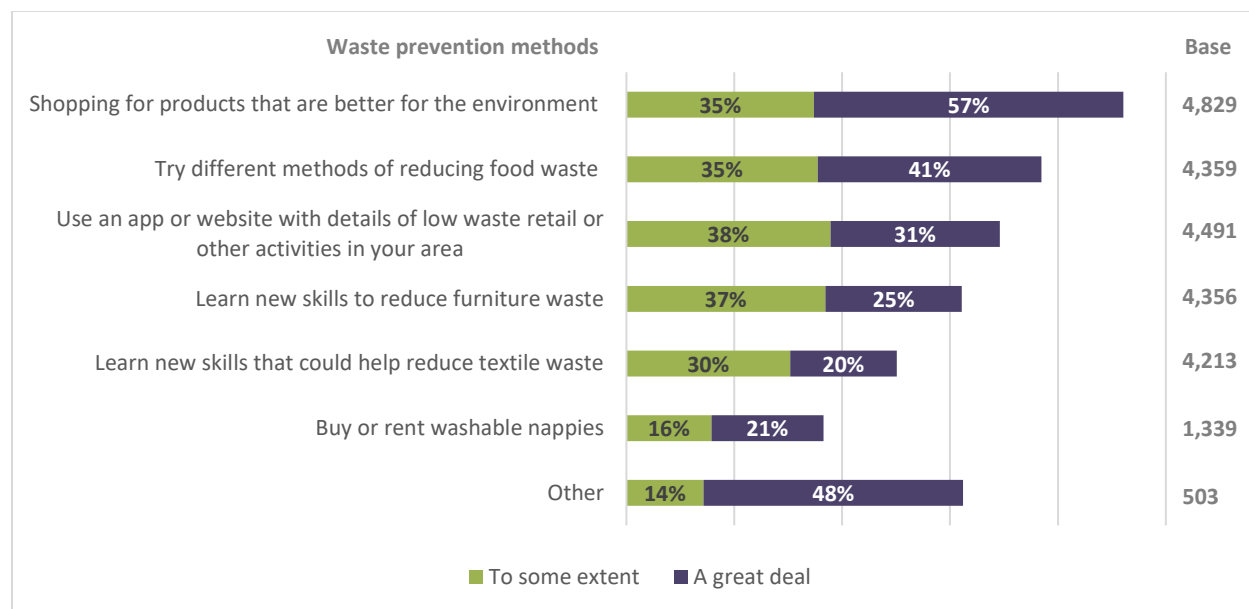 Waste prevention methods Base
Shopping for products that are better for the environment 35% 57% 4,829
Try different methods of reducing food waste 35% 41% 4,359
Use an app or website with details of low waste retail or
other activities in your area 38% 31% 4,491
Learn new skills to reduce furniture waste 37% 25% 4,356
Learn new skills that could help reduce textile waste 30% 20% 4,213
Buy or rent washable nappies 16% 21% 1,339
Other 14% 48% 503
To some extent A great deal